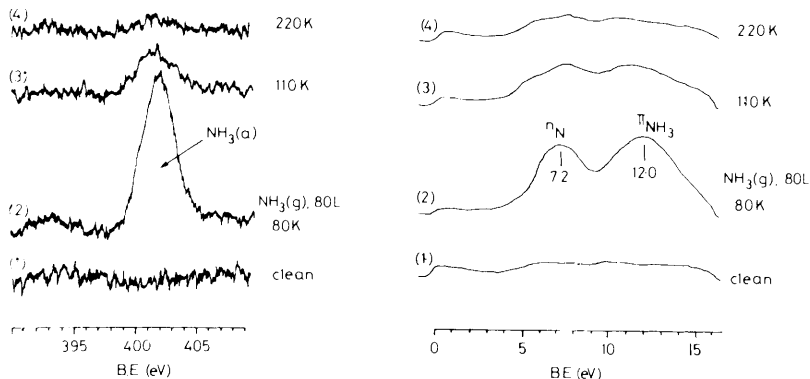 (4)
220K
(3)
110K
NH3(a)
(2)
NH3(g), 80L
80K
clean
395 400 405
B.E (eV)
(4)
220K
(3)
110K
nN πNH3
7.2 12.0
(2)
NH3(g), 80L
80K
(1)
clean
0 5 10 15
B.E (eV)